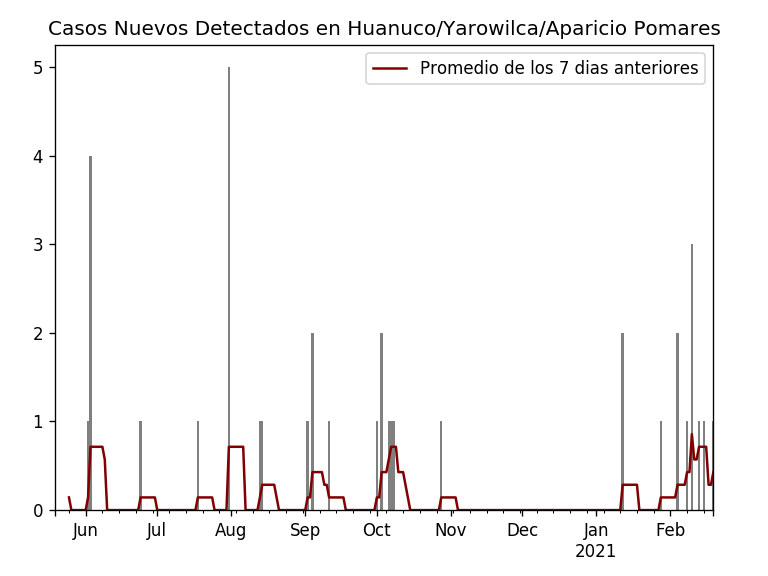 Casos Nuevos Detectados en Huanuco/Yarowilca/Aparicio Pomares
Promedio de los 7 dias anteriores
5
4
3
2
1
0
Jun Jul Aug Sep Oct Nov Dec Jan Feb
2021